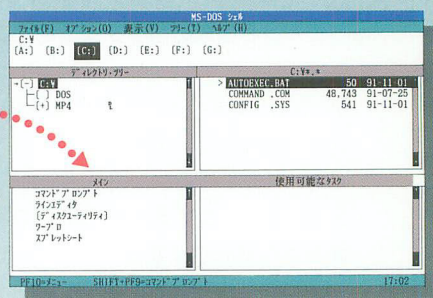 MS-DOS シェル
ファイル(F) オプション(O) 表示(V) ツリー(T) ヘルプ(H)
C:¥
[A:] [B:] [C:] [D:] [E:] [F:] [G:]
ディレクトリ・ツリー
[-] C:¥
[ ] DOS
[+] MP4
C:¥*.*
> AUTOEXEC.BAT 50 91-11-01
COMMAND .COM 48,743 91-07-25
CONFIG .SYS 541 91-11-01
メイン
コマンドプロンプト
ラインエディタ
[ディスクユーティリティ]
ワープロ
スプレッドシート
使用可能なタスク
PF10=メニュー SHIFT+PF9=コマンドプロンプト 17:02